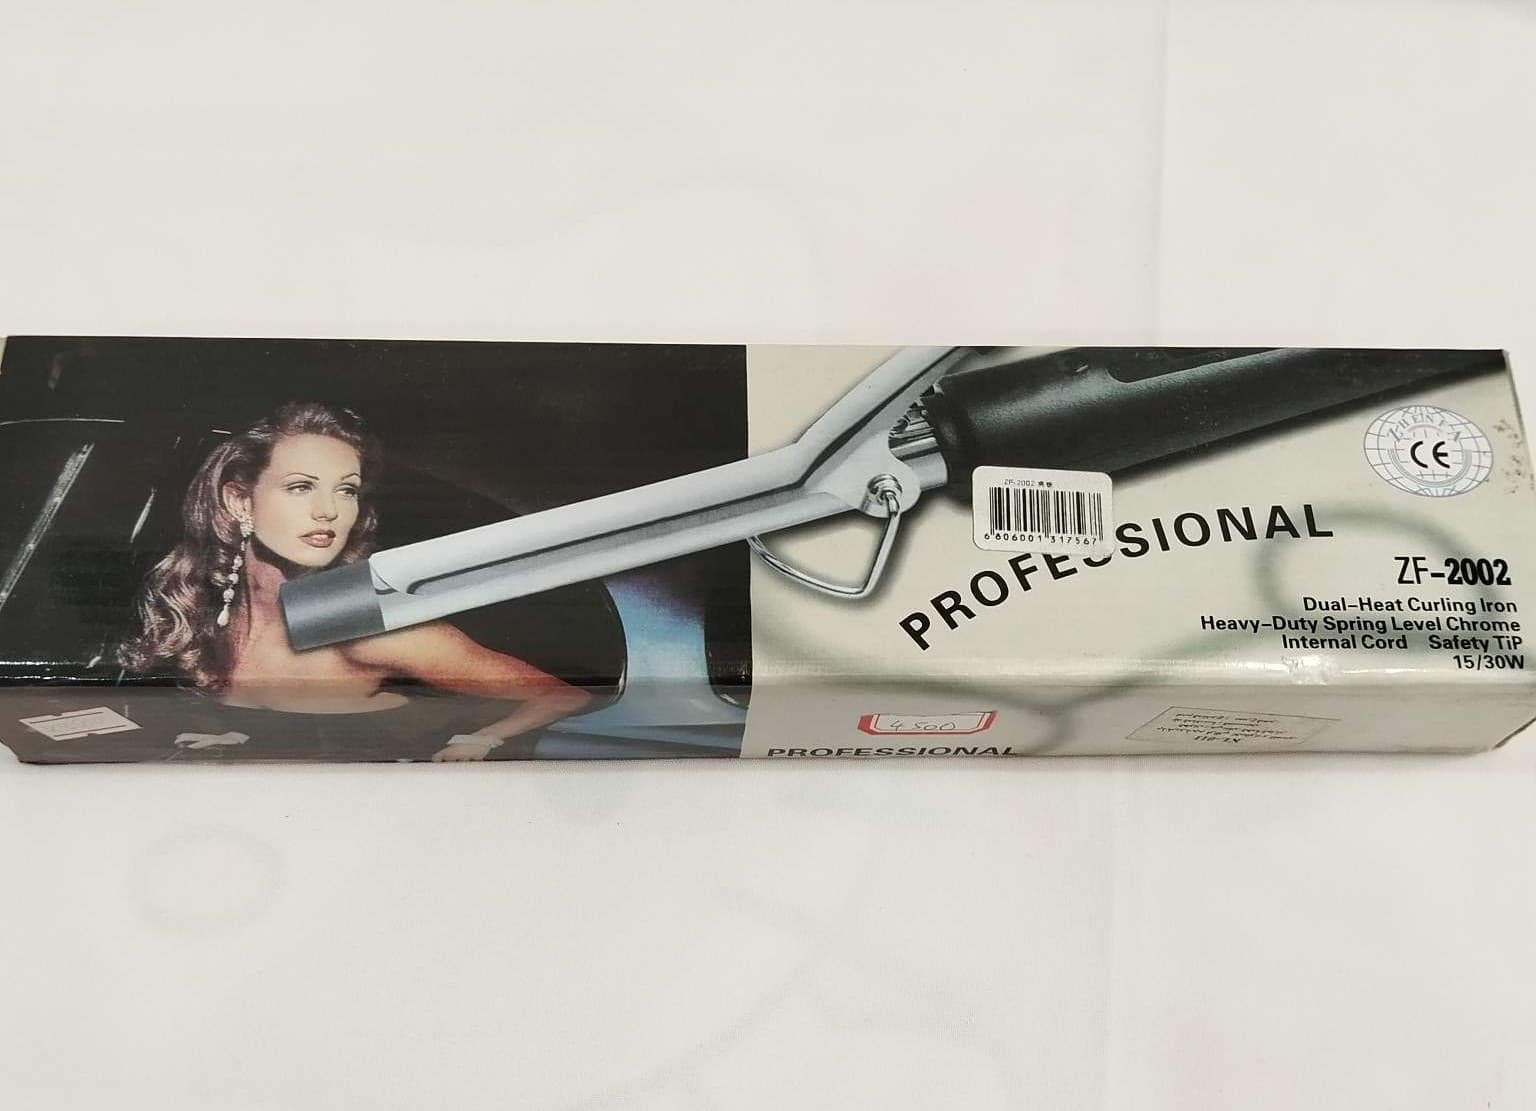 ZHENFA
CE
ZF-2002
6806001317567
PROFESSIONAL
ZF-2002
Dual-Heat Curling Iron
Heavy-Duty Spring Level Chrome
Internal Cord Safety TiP
15/30W
4500
PROFESSIONAL